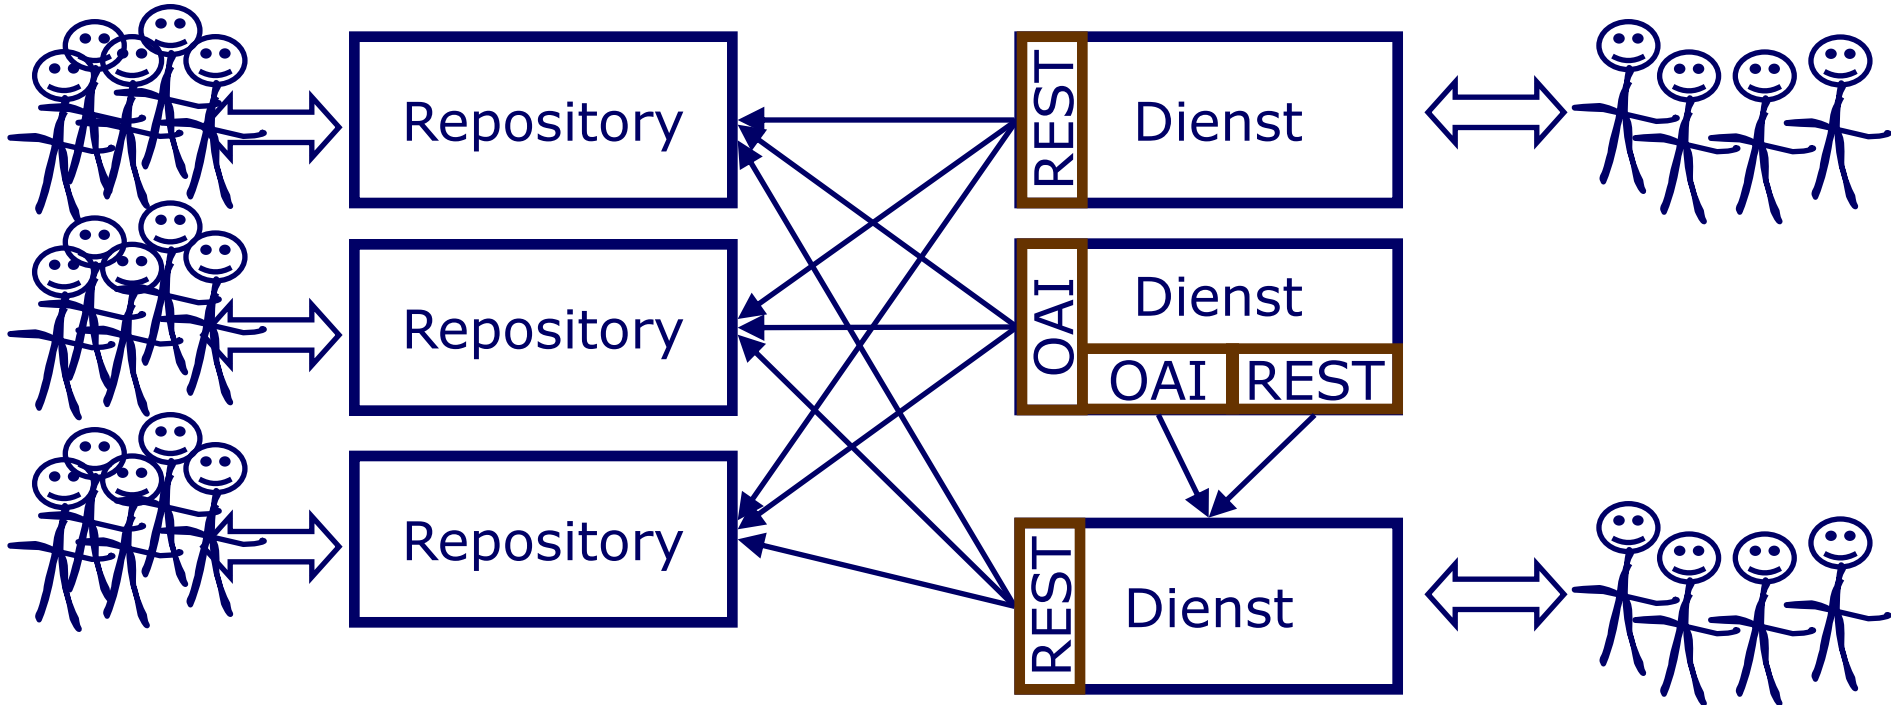 Repository
REST
Dienst
Repository
OAI
Dienst
OAI
REST
Repository
REST
Dienst